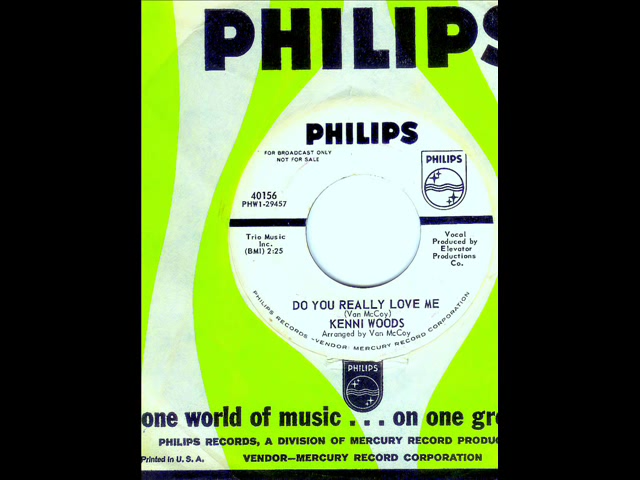 PHILIPS
PHILIPS
FOR BROADCAST ONLY
NOT FOR SALE
PHILIPS
40156
PHW1-29457
Trio Music
Inc.
(BMI) 2:25
Vocal
Produced by
Elevator
Productions
Co.
DO YOU REALLY LOVE ME
(Van McCoy)
KENNI WOODS
Arranged by Van McCoy
PHILIPS RECORDS -VENDOR: MERCURY RECORD CORPORATION
PHILIPS
one world of music . . . on one gre
PHILIPS RECORDS, A DIVISION OF MERCURY RECORD PRODUC
Printed in U. S. A.
VENDOR—MERCURY RECORD CORPORATION